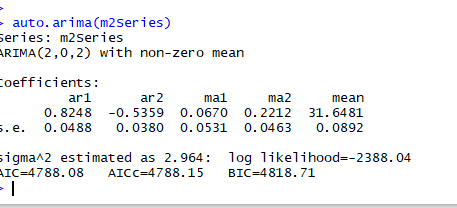 >
> auto.arima(m2Series)
Series: m2Series
ARIMA(2,0,2) with non-zero mean
Coefficients:
ar1 ar2 ma1 ma2 mean
0.8248 -0.5359 0.0670 0.2212 31.6481
s.e. 0.0488 0.0380 0.0531 0.0463 0.0892
sigma^2 estimated as 2.964: log likelihood=-2388.04
AIC=4788.08 AICc=4788.15 BIC=4818.71
>